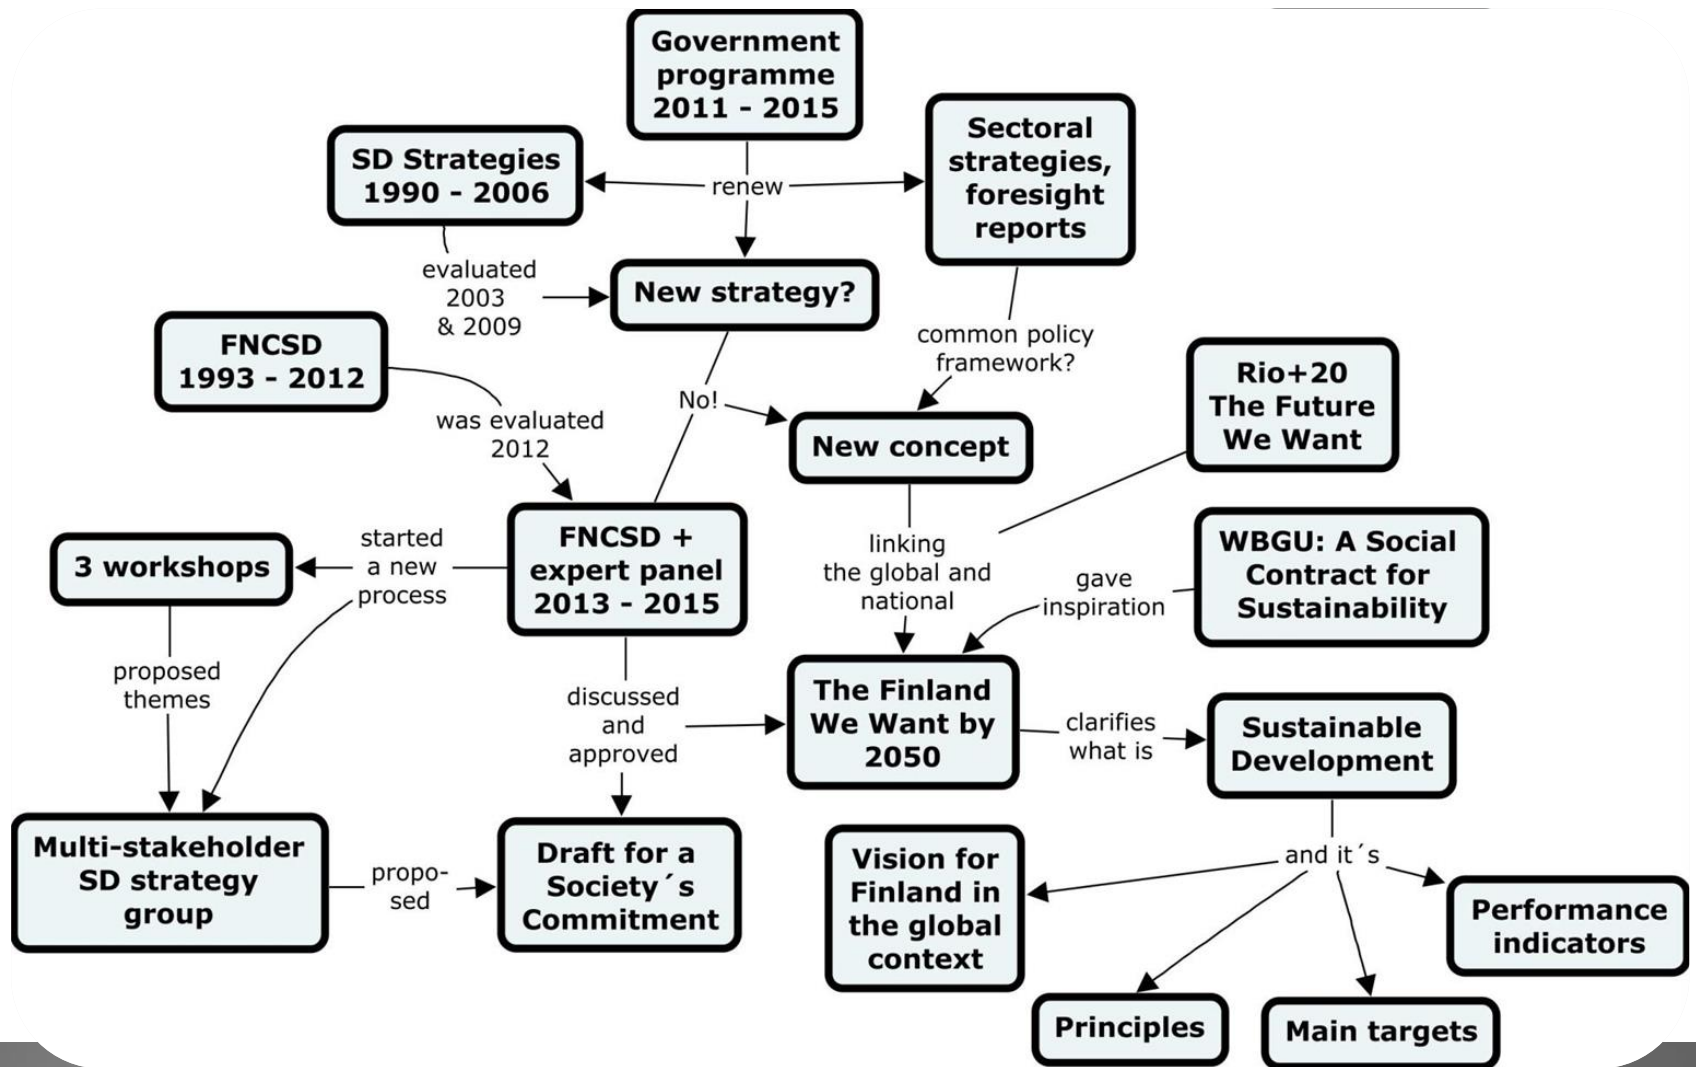 Government
programme
2011 - 2015
SD Strategies
1990 - 2006
renew
Sectoral
strategies,
foresight
reports
evaluated
2003
& 2009
New strategy?
FNCSD
1993 - 2012
common policy
framework?
No!
was evaluated
2012
New concept
Rio+20
The Future
We Want
3 workshops
started
a new
process
FNCSD +
expert panel
2013 - 2015
linking
the global and
national
gave
inspiration
WBGU: A Social
Contract for
Sustainability
proposed
themes
discussed
and
approved
The Finland
We Want by
2050
clarifies
what is
Sustainable
Development
Multi-stakeholder
SD strategy
group
propo-
sed
Draft for a
Society´s
Commitment
Vision for
Finland in
the global
context
and it´s
Performance
indicators
Principles
Main targets